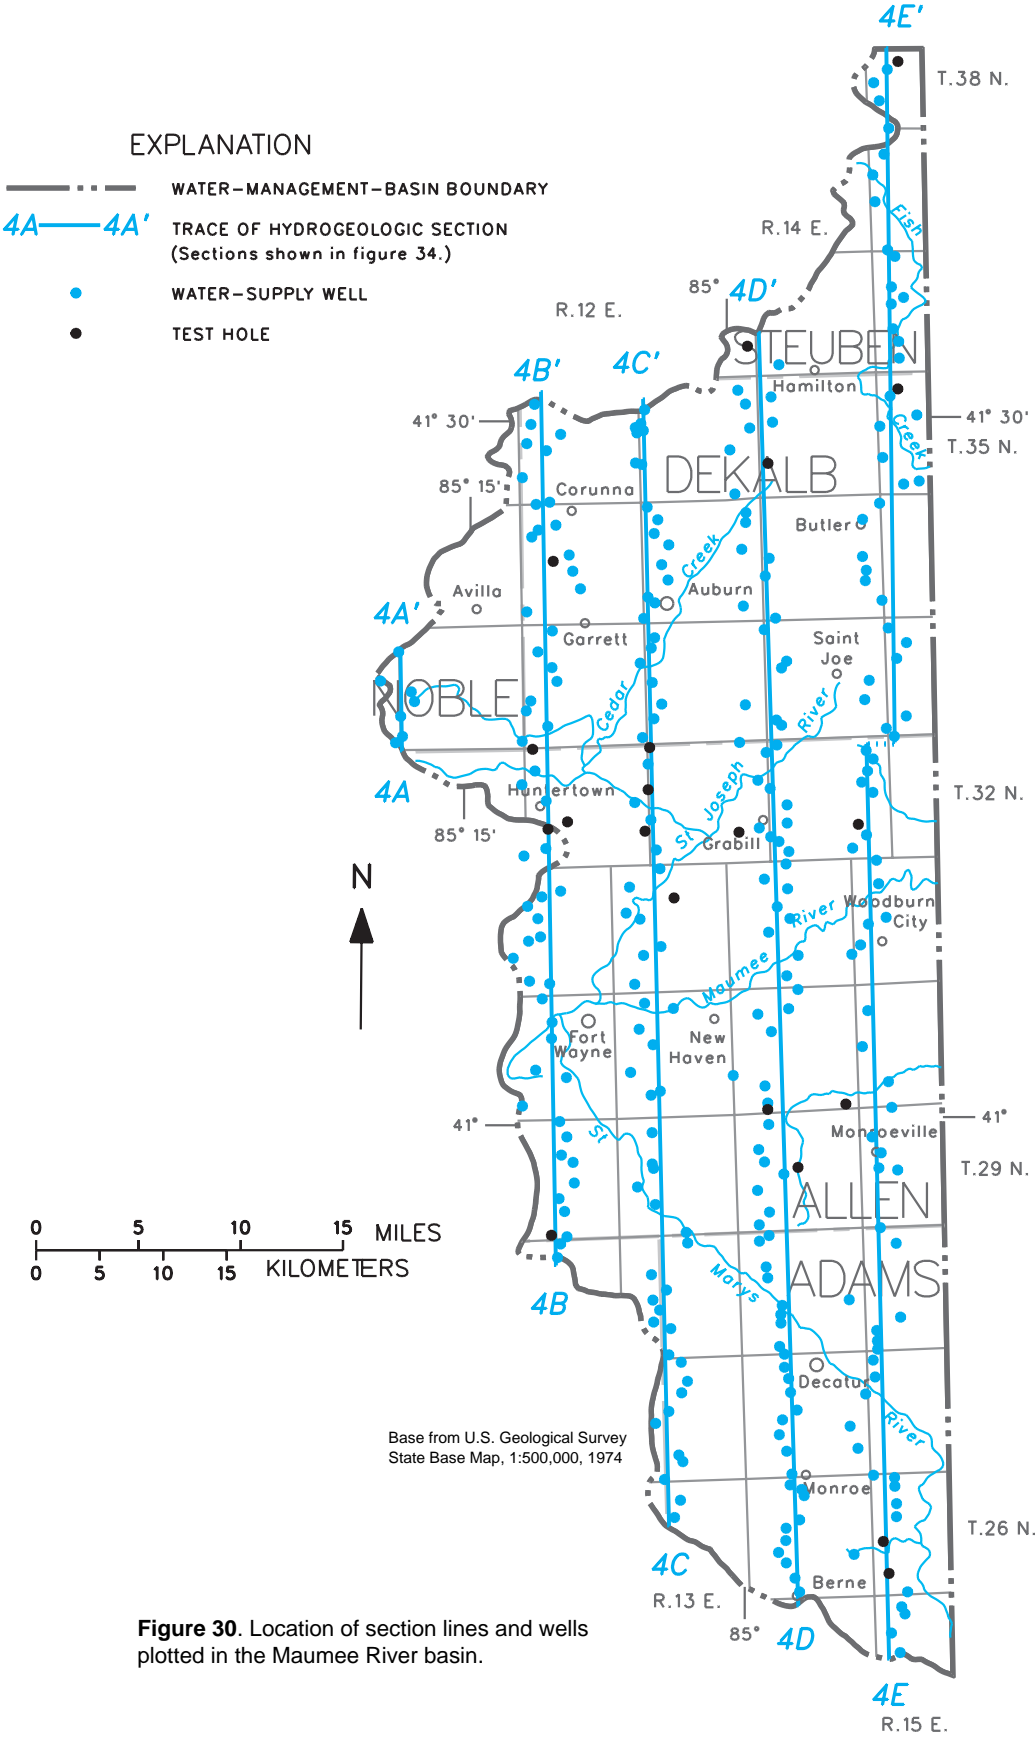 4E'
T.38 N.
EXPLANATION
WATER-MANAGEMENT-BASIN BOUNDARY
4A 4A' TRACE OF HYDROGEOLOGIC SECTION
(Sections shown in figure 34.)
WATER-SUPPLY WELL
TEST HOLE
Fish
R.14 E.
85°
4D'
R.12 E.
STEUBEN
4B'
4C'
Hamilton
41° 30'
41° 30'
Creek
T.35 N.
DEKALB
85° 15'
Corunna
Butler
Creek
Avilla
Auburn
4A'
Garrett
Saint
Joe
NOBLE
Cedar
River
4A
Huntertown
Joseph
T.32 N.
85° 15'
St
Grabill
N
Woodburn
City
River
Maumee
Fort
Wayne
New
Haven
41°
41°
St
Monroeville
T.29 N.
ALLEN
0 5 10 15 MILES
0 5 10 15 KILOMETERS
ADAMS
Marys
4B
Decatur
River
Base from U.S. Geological Survey
State Base Map, 1:500,000, 1974
Monroe
T.26 N.
4C
Berne
R.13 E.
85°
4D
Figure 30. Location of section lines and wells
plotted in the Maumee River basin.
4E
R.15 E.